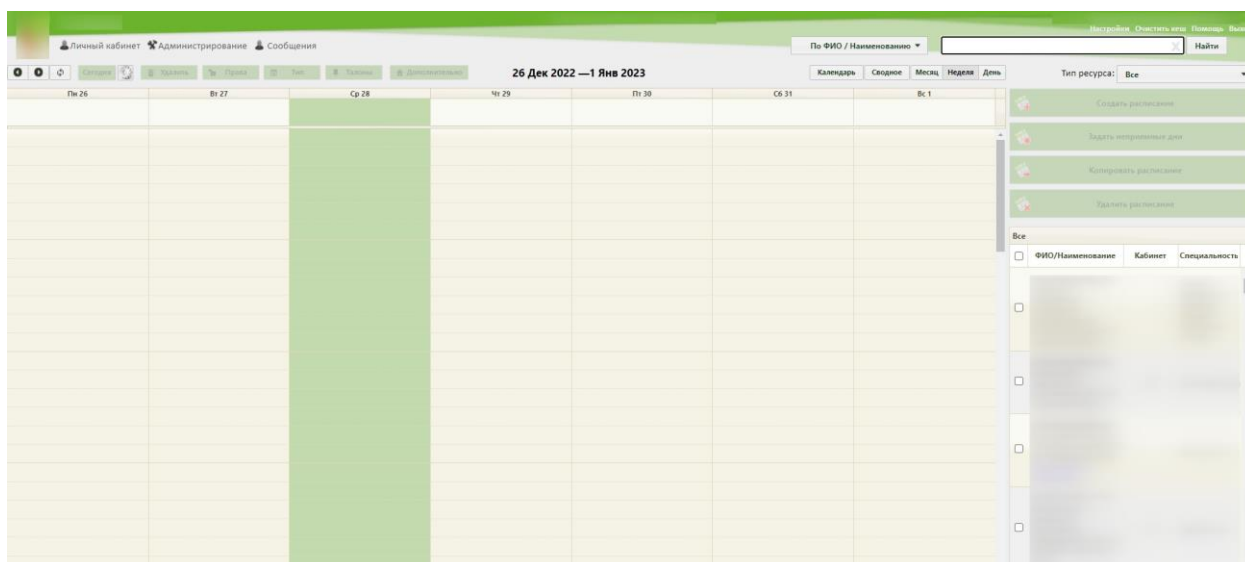 Настройки Очистить кеш Помощь
Личный кабинет Администрирование Сообщения По ФИО / Наименованию Найти
Сегодня Удалить Права Тип Талоны Дополнительно 26 Дек 2022 —1 Янв 2023 Календарь Сводное Месяц Неделя День Тип ресурса: Все
Пн 26 Вт 27 Ср 28 Чт 29 Пт 30 Сб 31 Вс 1
Создать расписание
Задать неприемные дни
Копировать расписание
Удалить расписание
Все
ФИО/Наименование Кабинет Специальность